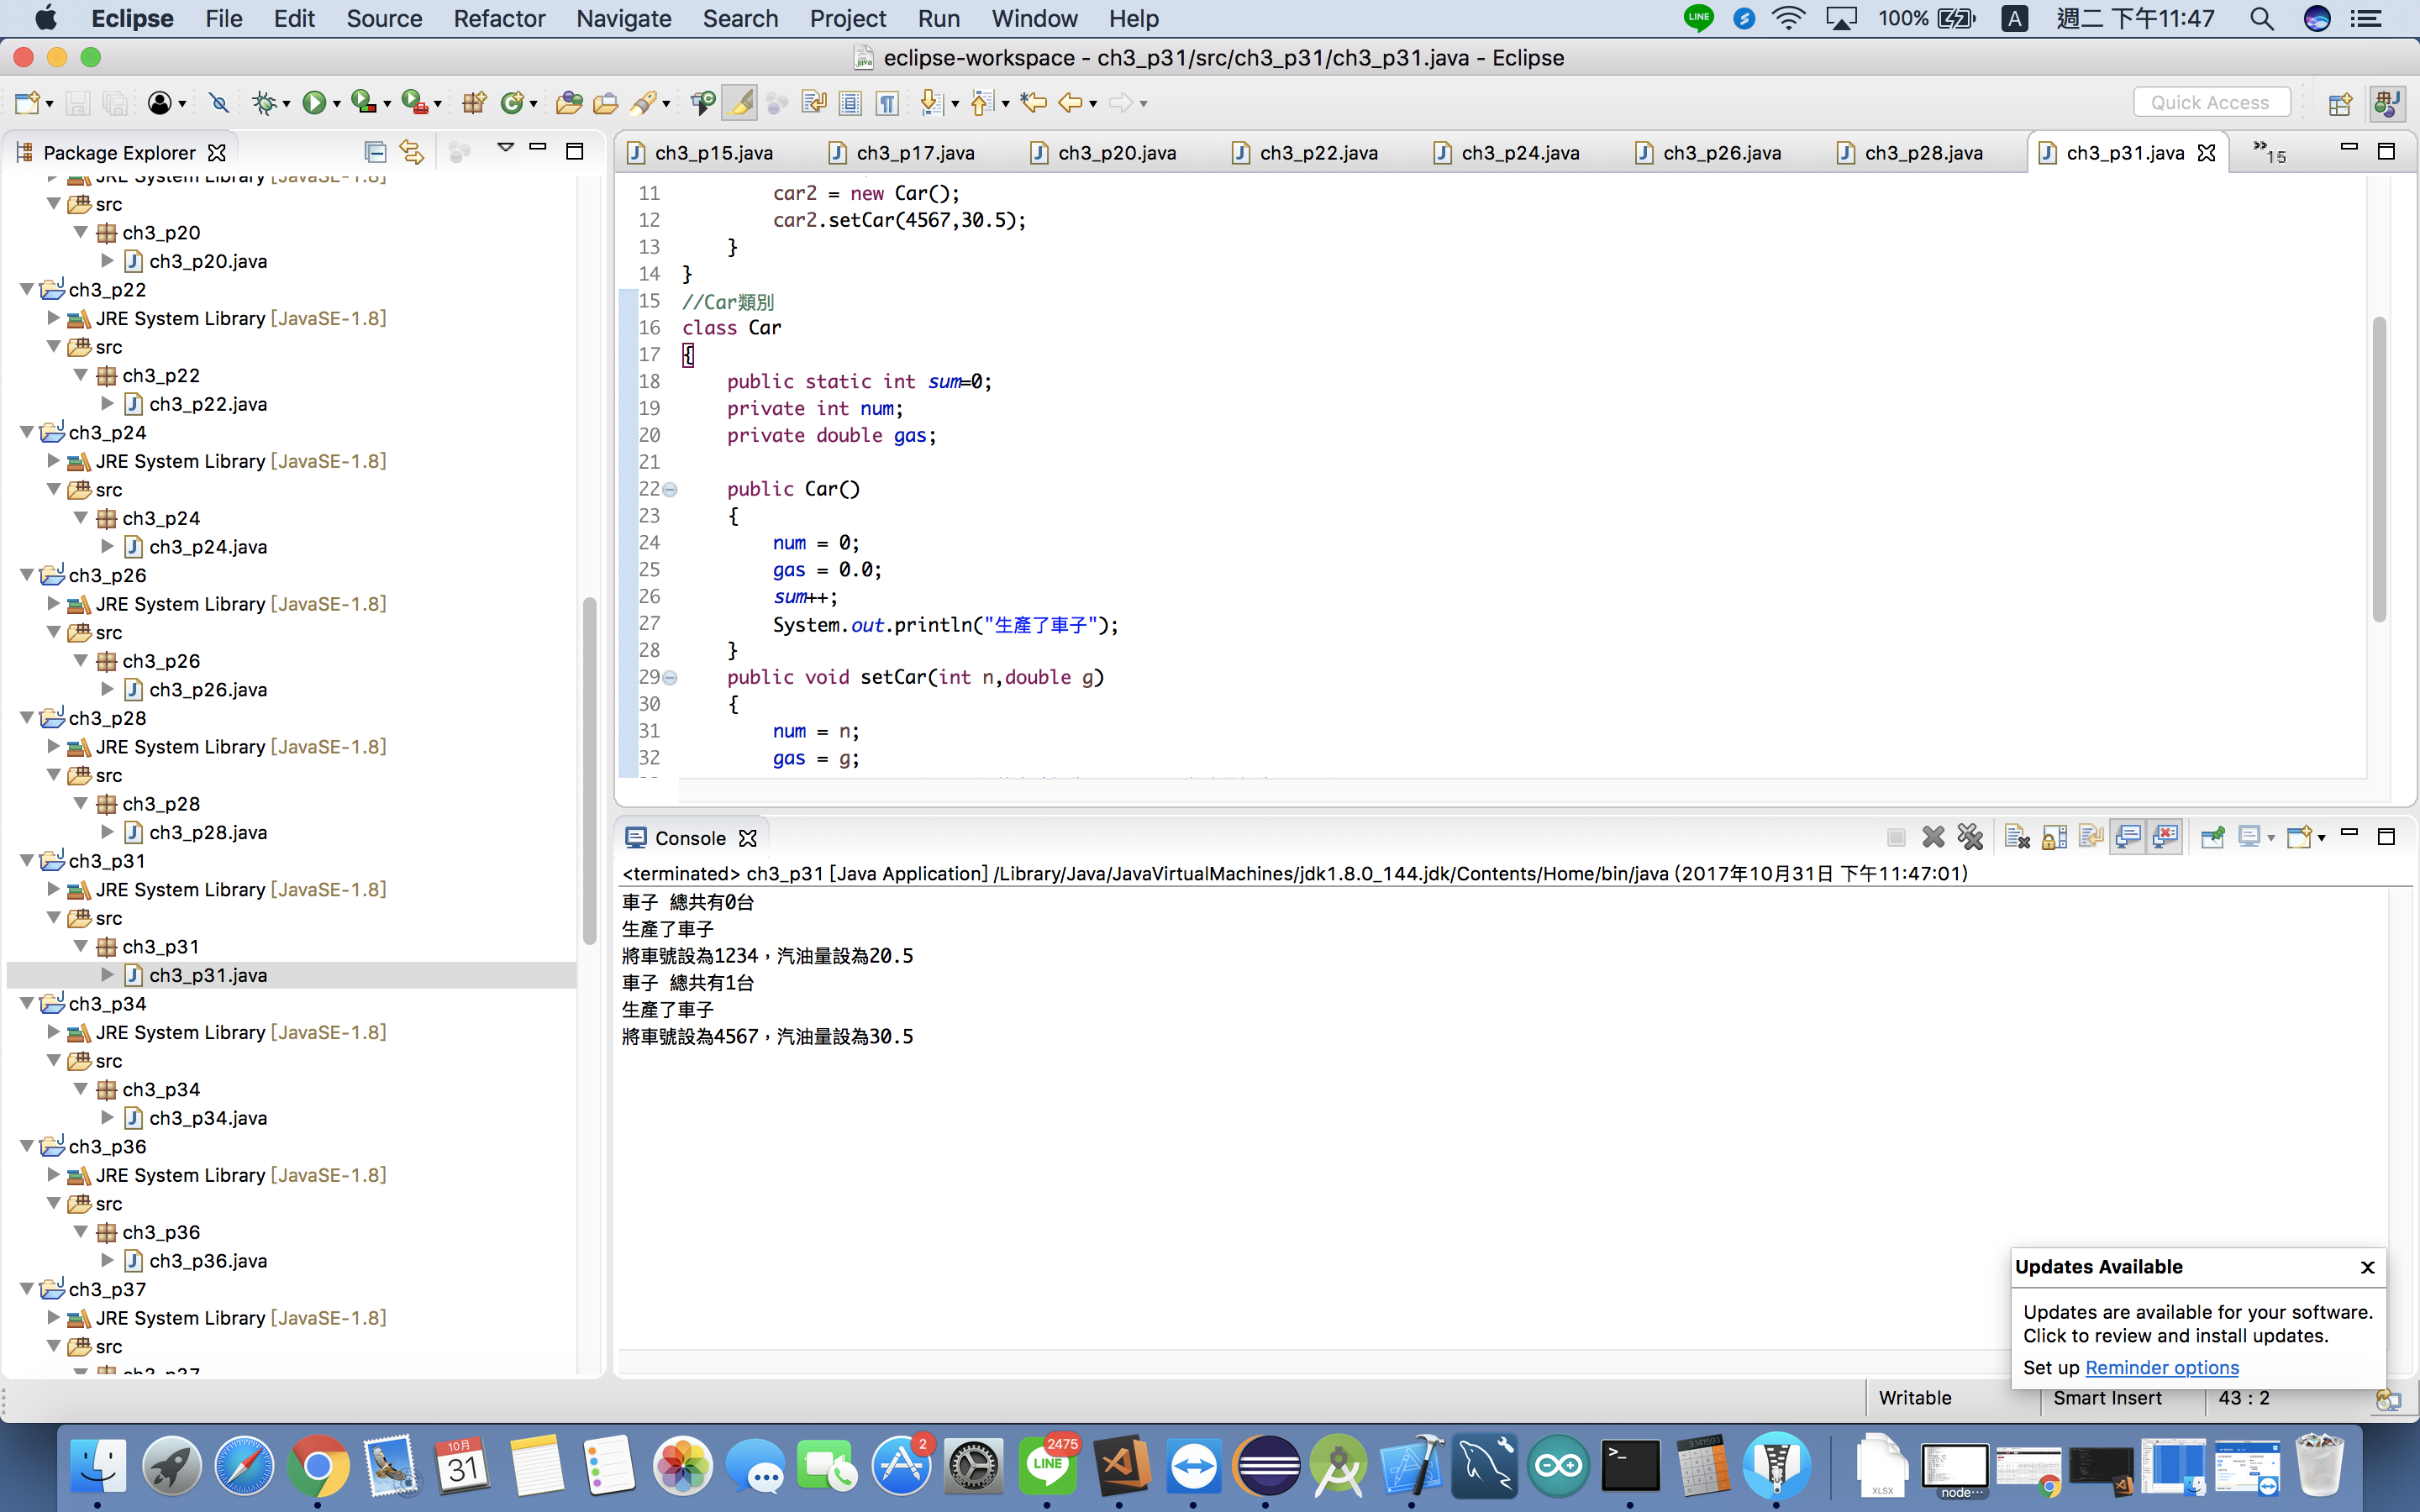 Eclipse File Edit Source Refactor Navigate Search Project Run Window Help LINE 100% A 週二 下午11:47
eclipse-workspace - ch3_p31/src/ch3_p31/ch3_p31.java - Eclipse
Quick Access
Package Explorer
JRE System Library [JavaSE-1.8]
src
ch3_p20
ch3_p20.java
ch3_p22
JRE System Library [JavaSE-1.8]
src
ch3_p22
ch3_p22.java
ch3_p24
JRE System Library [JavaSE-1.8]
src
ch3_p24
ch3_p24.java
ch3_p26
JRE System Library [JavaSE-1.8]
src
ch3_p26
ch3_p26.java
ch3_p28
JRE System Library [JavaSE-1.8]
src
ch3_p28
ch3_p28.java
ch3_p31
JRE System Library [JavaSE-1.8]
src
ch3_p31
ch3_p31.java
ch3_p34
JRE System Library [JavaSE-1.8]
src
ch3_p34
ch3_p34.java
ch3_p36
JRE System Library [JavaSE-1.8]
src
ch3_p36
ch3_p36.java
ch3_p37
JRE System Library [JavaSE-1.8]
src
ch3_p37
ch3_p15.java ch3_p17.java ch3_p20.java ch3_p22.java ch3_p24.java ch3_p26.java ch3_p28.java ch3_p31.java »15
11 car2 = new Car();
12 car2.setCar(4567,30.5);
13 }
14 }
15 //Car類別
16 class Car
17 {
18 public static int sum=0;
19 private int num;
20 private double gas;
21
22 public Car()
23 {
24 num = 0;
25 gas = 0.0;
26 sum++;
27 System.out.println("生產了車子");
28 }
29 public void setCar(int n,double g)
30 {
31 num = n;
32 gas = g;
Console
<terminated> ch3_p31 [Java Application] /Library/Java/JavaVirtualMachines/jdk1.8.0_144.jdk/Contents/Home/bin/java (2017年10月31日 下午11:47:01)
車子 總共有0台
生產了車子
將車號設為1234，汽油量設為20.5
車子 總共有1台
生產了車子
將車號設為4567，汽油量設為30.5
Updates Available
Updates are available for your software.
Click to review and install updates.
Set up Reminder options
Writable Smart Insert 43 : 2
10月
31
2
2475
LINE
>_
3.141593
XLSX
node…